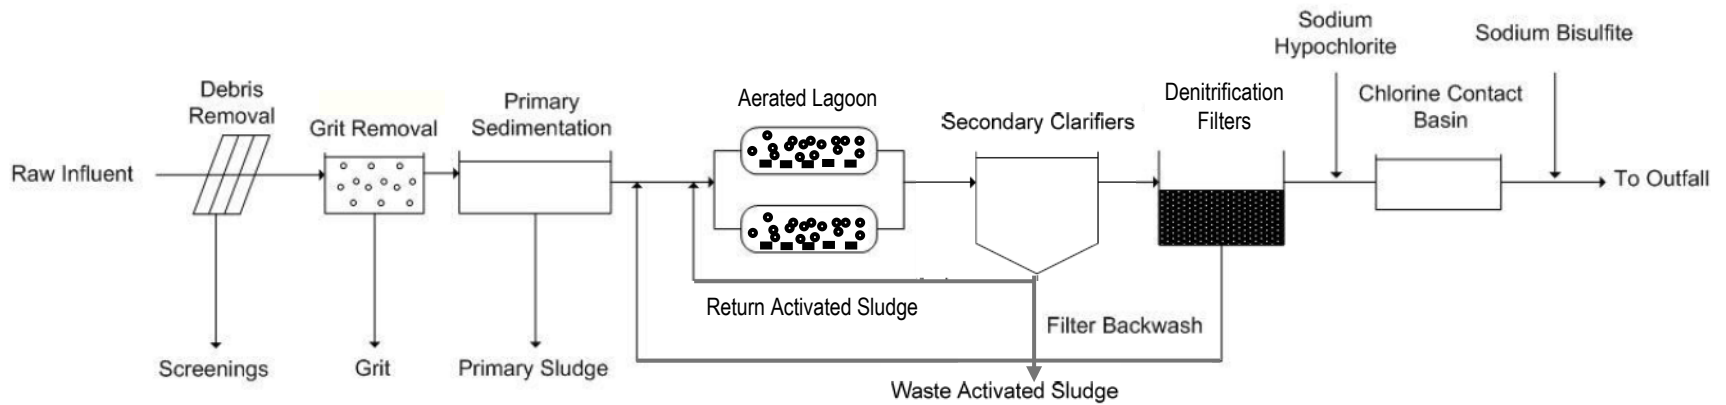 Raw Influent
Debris
Removal
Screenings
Grit Removal
Grit
Primary
Sedimentation
Primary Sludge
Aerated Lagoon
Return Activated Sludge
Secondary Clarifiers
Waste Activated Sludge
Denitrification
Filters
Filter Backwash
Sodium
Hypochlorite
Chlorine Contact
Basin
Sodium Bisulfite
To Outfall